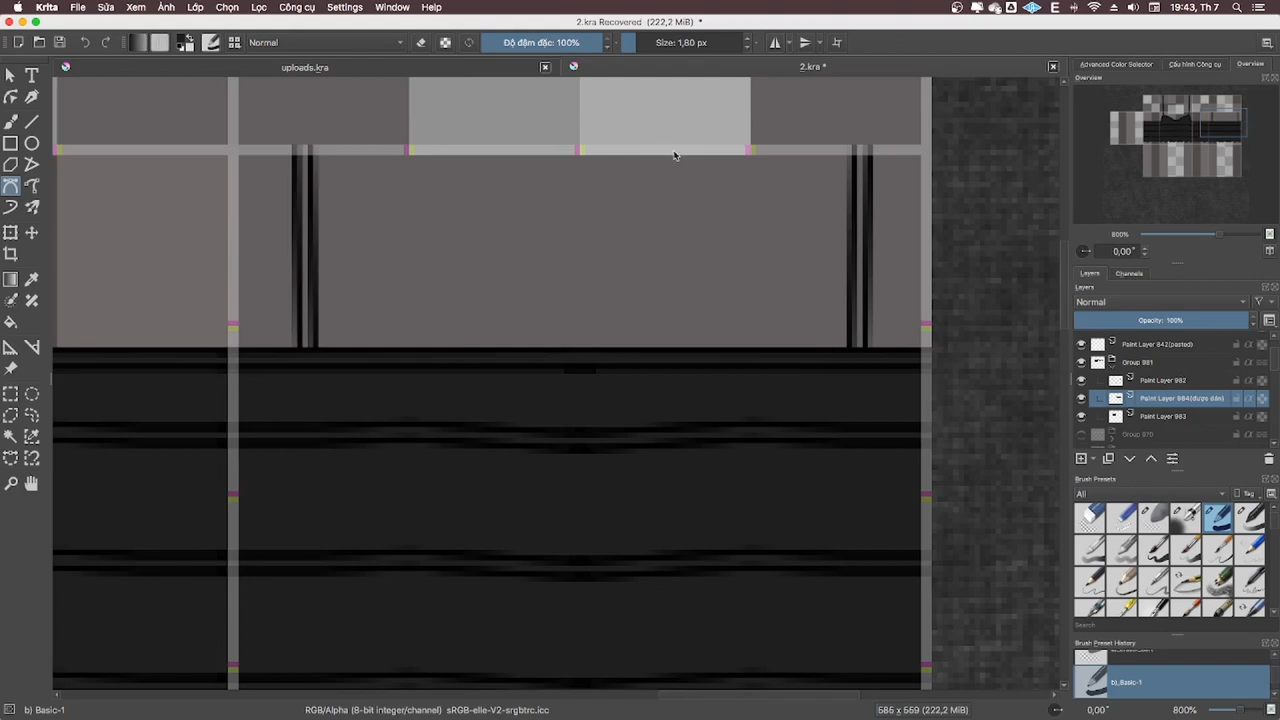 Krita File Sửa Xem Ảnh Lớp Chọn Lọc Công cụ Settings Window Help
19:43, Th 7
2.kra Recovered (222,2 MiB) *
Normal
Độ đậm đặc: 100%
Size: 1,80 px
uploads.kra
2.kra *
Advanced Color Selector
Cấu hình Công cụ
Overview
Overview
800%
0,00°
Layers
Channels
Layers
Normal
Opacity: 100%
Paint Layer 842(pasted)
Group 981
Paint Layer 982
Paint Layer 984(được dán)
Paint Layer 983
Group 970
Brush Presets
All
Tag
Search
Brush Preset History
b)_Basic-1
b) Basic-1
RGB/Alpha (8-bit integer/channel) sRGB-elle-V2-srgbtrc.icc
585 x 559 (222,2 MiB)
0,00°
800%